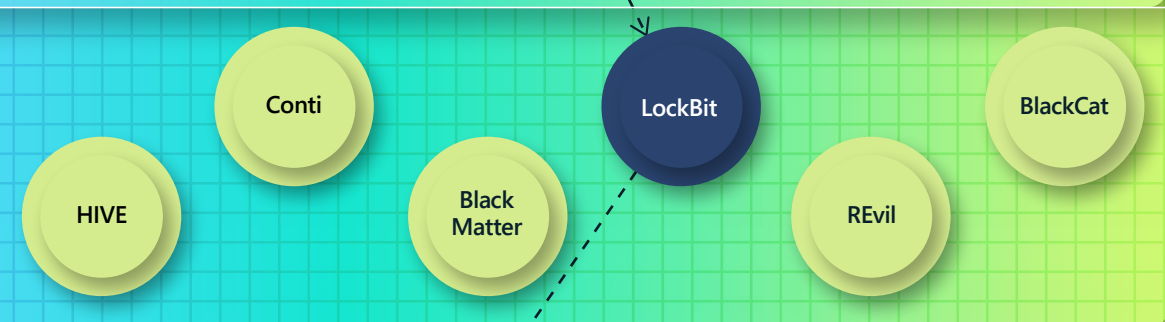 Conti
LockBit
BlackCat
HIVE
Black
Matter
REvil